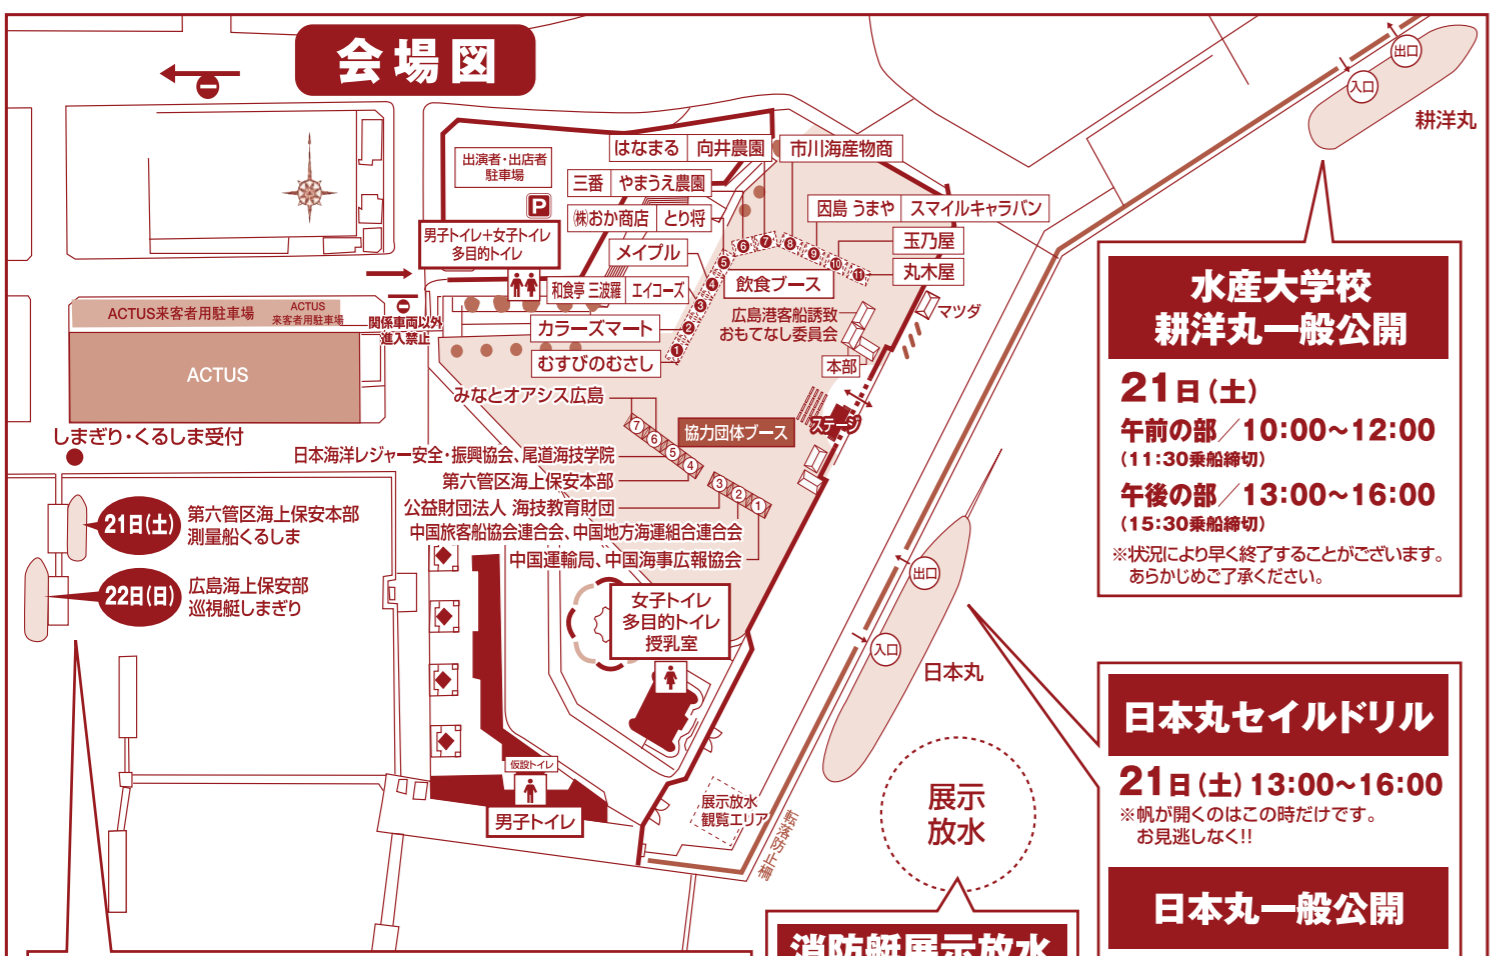 会場図
出口
入口
耕洋丸
出演者・出店者
駐車場
P
はなまる 向井農園
市川海産物商
三番 やまうえ農園
㈱おか商店 とり将
因島 うまや スマイルキャラバン
男子トイレ+女子トイレ
多目的トイレ
メイプル
玉乃屋
丸木屋
和食亭 三波羅 エイコーズ
飲食ブース
カラーズマート
むすびのむさし
1
2
3
4
5
6
7
8
9
10
11
広島港客船誘致
おもてなし委員会
マツダ
本部
ACTUS来客者用駐車場
ACTUS
来客者用駐車場
関係車両以外
進入禁止
ACTUS
みなとオアシス広島
協力団体ブース
ステージ
しまぎり・くるしま受付
日本海洋レジャー安全・振興協会、尾道海技学院
第六管区海上保安本部
公益財団法人 海技教育財団
中国旅客船協会連合会、中国地方海運組合連合会
中国運輸局、中国海事広報協会
7
6
5
4
3
2
1
21日(土)
第六管区海上保安本部
測量船くるしま
22日(日)
広島海上保安部
巡視艇しまぎり
女子トイレ
多目的トイレ
授乳室
仮設トイレ
男子トイレ
出口
入口
日本丸
展示放水
観覧エリア
転落防止柵
展示
放水
水産大学校
耕洋丸一般公開
21日(土)
午前の部/10:00〜12:00
(11:30乗船締切)
午後の部/13:00〜16:00
(15:30乗船締切)
※状況により早く終了することがございます。
あらかじめご了承ください。
日本丸セイルドリル
21日(土)13:00〜16:00
※帆が開くのはこの時だけです。
お見逃しなく!!
日本丸一般公開
消防艇展示放水